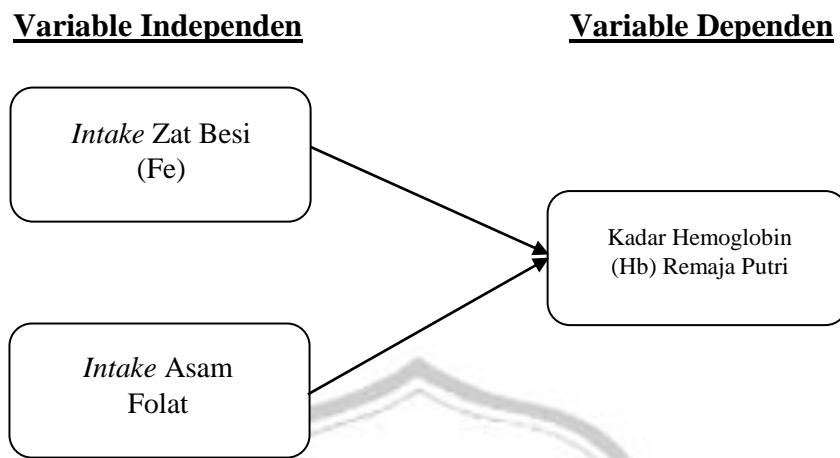 Variable Independen
Variable Dependen
Intake Zat Besi
(Fe)
Kadar Hemoglobin
(Hb) Remaja Putri
Intake Asam
Folat